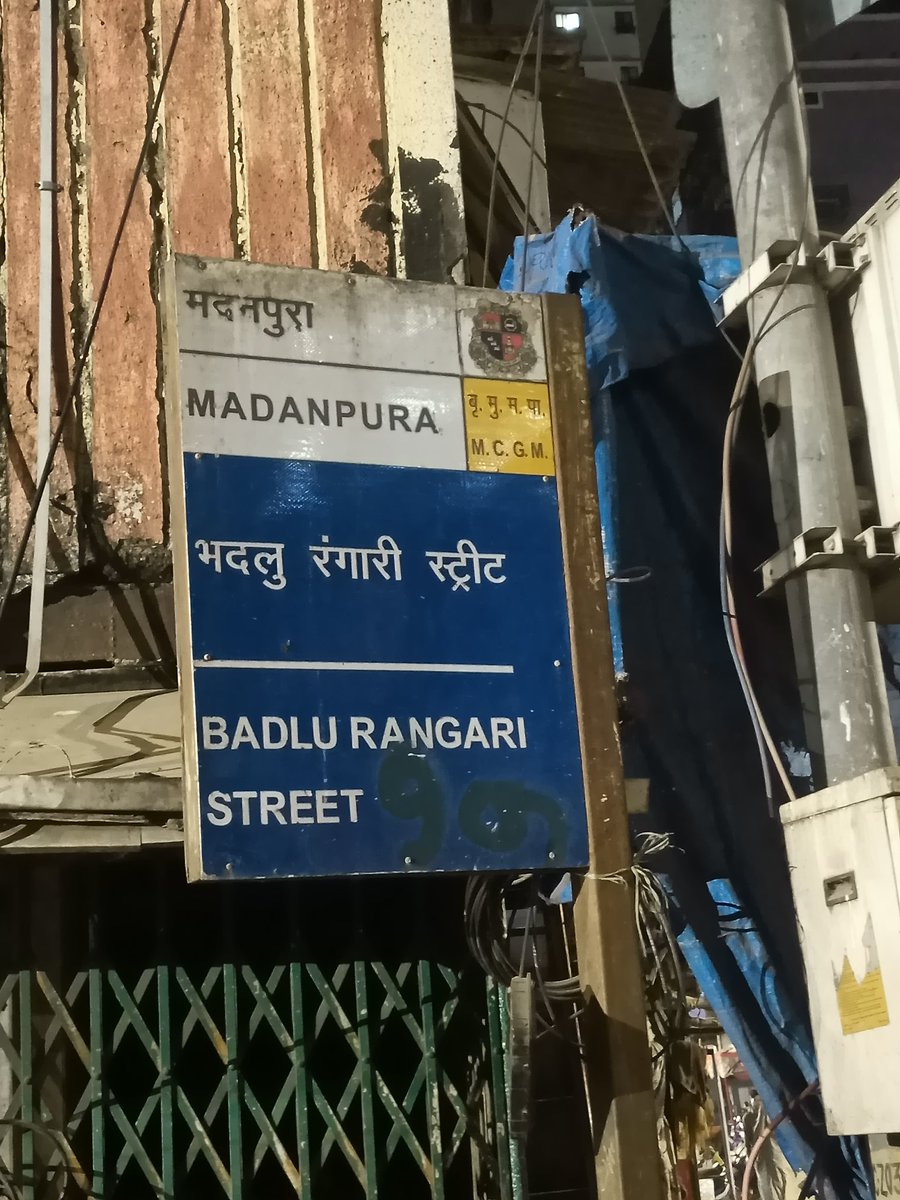 मदनपुरा
MADANPURA
बृ. मु. म. पा.
M. C. G. M.
भदलु रंगारी स्ट्रीट
BADLU RANGARI
STREET